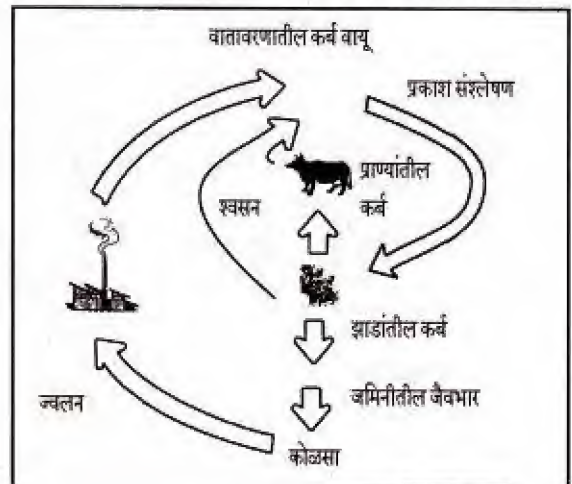 वातावरणातील कर्ब वायू
प्रकाश संश्लेषण
प्राण्यांतील
कर्ब
श्वसन
झाडांतील कर्ब
जमिनीतील जैवभार
ज्वलन
कोळसा